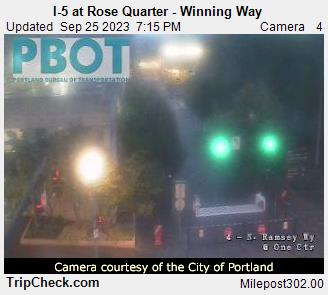 I-5 at Rose Quarter - Winning Way
Updated Sep 25 2023 7:15 PM Camera 4
PBOT
PORTLAND BUREAU OF TRANSPORTATION
4 - N. Ramsey Wy
@ One Ctr
Camera courtesy of the City of Portland
TripCheck.com Milepost302.00